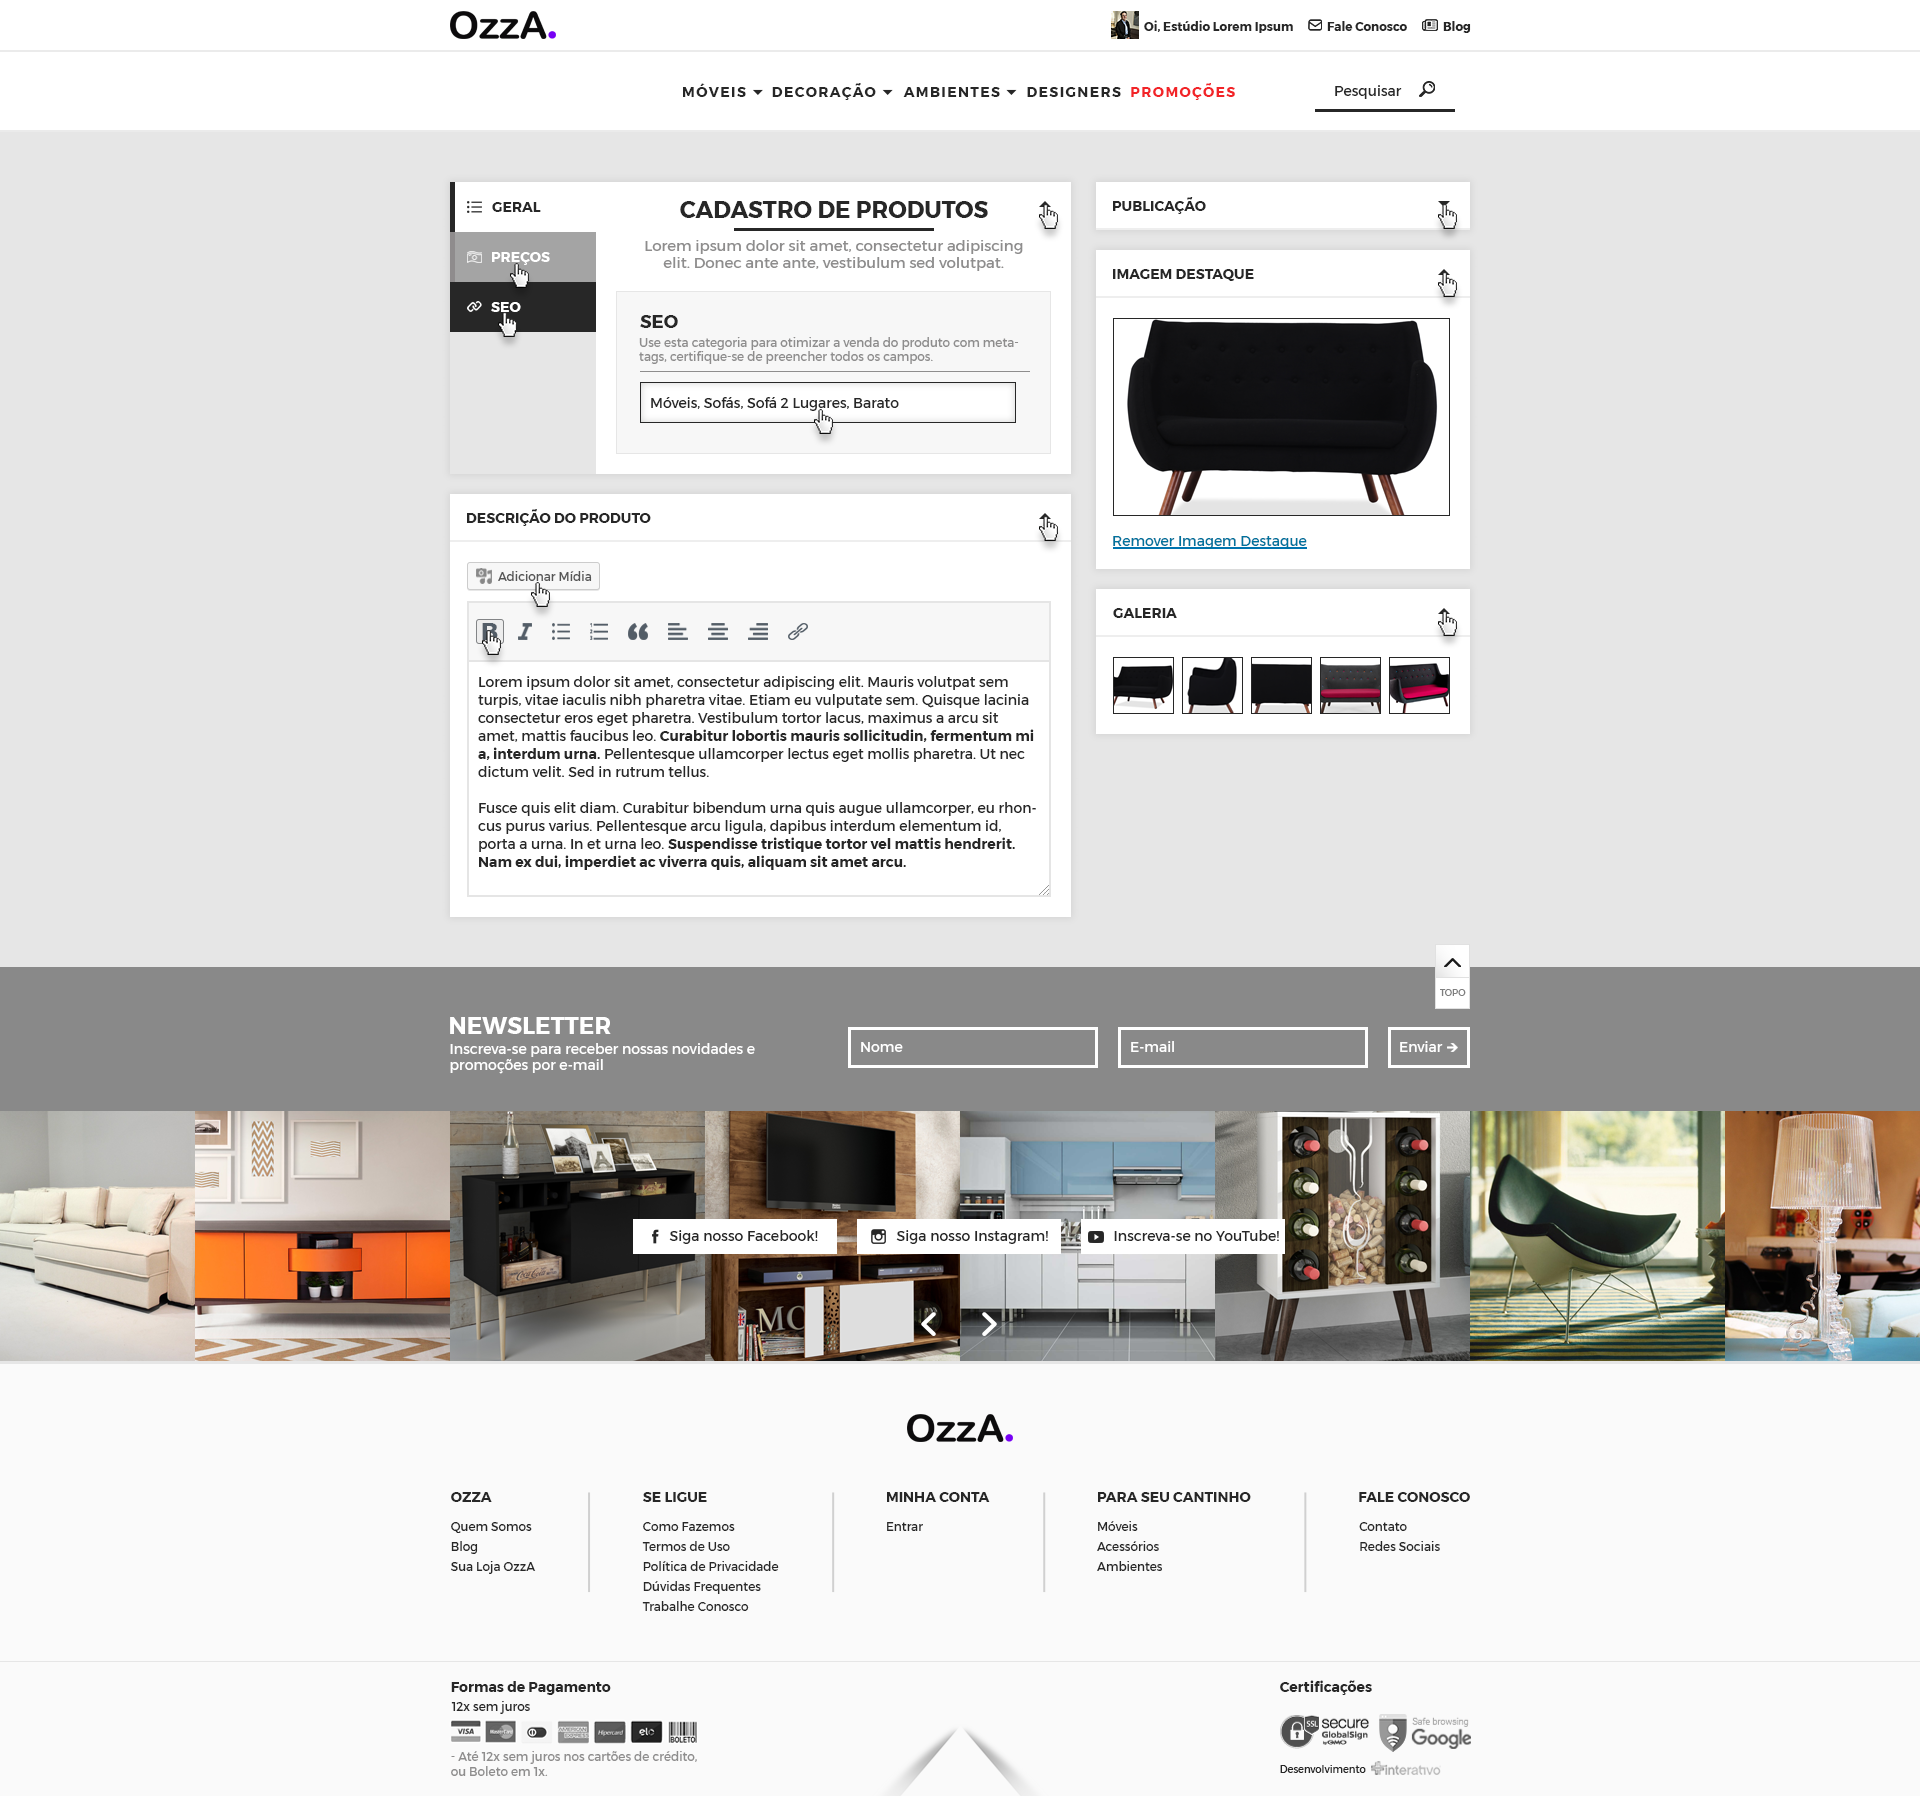 OzzA.
Oi, Estúdio Lorem Ipsum
Fale Conosco
Blog
MÓVEIS
DECORAÇÃO
AMBIENTES
DESIGNERS
PROMOÇÕES
Pesquisar
GERAL
PREÇOS
SEO
CADASTRO DE PRODUTOS
Lorem ipsum dolor sit amet, consectetur adipiscing
elit. Donec ante ante, vestibulum sed volutpat.
SEO
Use esta categoria para otimizar a venda do produto com meta-
tags, certifique-se de preencher todos os campos.
Móveis, Sofás, Sofá 2 Lugares, Barato
PUBLICAÇÃO
IMAGEM DESTAQUE
Remover Imagem Destaque
GALERIA
DESCRIÇÃO DO PRODUTO
Adicionar Mídia
B I
Lorem ipsum dolor sit amet, consectetur adipiscing elit. Mauris volutpat sem
turpis, vitae iaculis nibh pharetra vitae. Etiam eu vulputate sem. Quisque lacinia
consectetur eros eget pharetra. Vestibulum tortor lacus, maximus a arcu sit
amet, mattis faucibus leo. Curabitur lobortis mauris sollicitudin, fermentum mi
a, interdum urna. Pellentesque ullamcorper lectus eget mollis pharetra. Ut nec
dictum velit. Sed in rutrum tellus.
Fusce quis elit diam. Curabitur bibendum urna quis augue ullamcorper, eu rhon-
cus purus varius. Pellentesque arcu ligula, dapibus interdum elementum id,
porta a urna. In et urna leo. Suspendisse tristique tortor vel mattis hendrerit.
Nam ex dui, imperdiet ac viverra quis, aliquam sit amet arcu.
TOPO
NEWSLETTER
Inscreva-se para receber nossas novidades e
promoções por e-mail
Nome
E-mail
Enviar
Siga nosso Facebook!
Siga nosso Instagram!
Inscreva-se no YouTube!
OzzA.
OZZA
Quem Somos
Blog
Sua Loja OzzA
SE LIGUE
Como Fazemos
Termos de Uso
Política de Privacidade
Dúvidas Frequentes
Trabalhe Conosco
MINHA CONTA
Entrar
PARA SEU CANTINHO
Móveis
Acessórios
Ambientes
FALE CONOSCO
Contato
Redes Sociais
Formas de Pagamento
12x sem juros
VISA
MasterCard
AMERICAN EXPRESS
Hipercard
elo
BOLETO
- Até 12x sem juros nos cartões de crédito,
ou Boleto em 1x.
Certificações
SSL
secure
GlobalSign
by GMO
Safe browsing
Google
Desenvolvimento
interativo